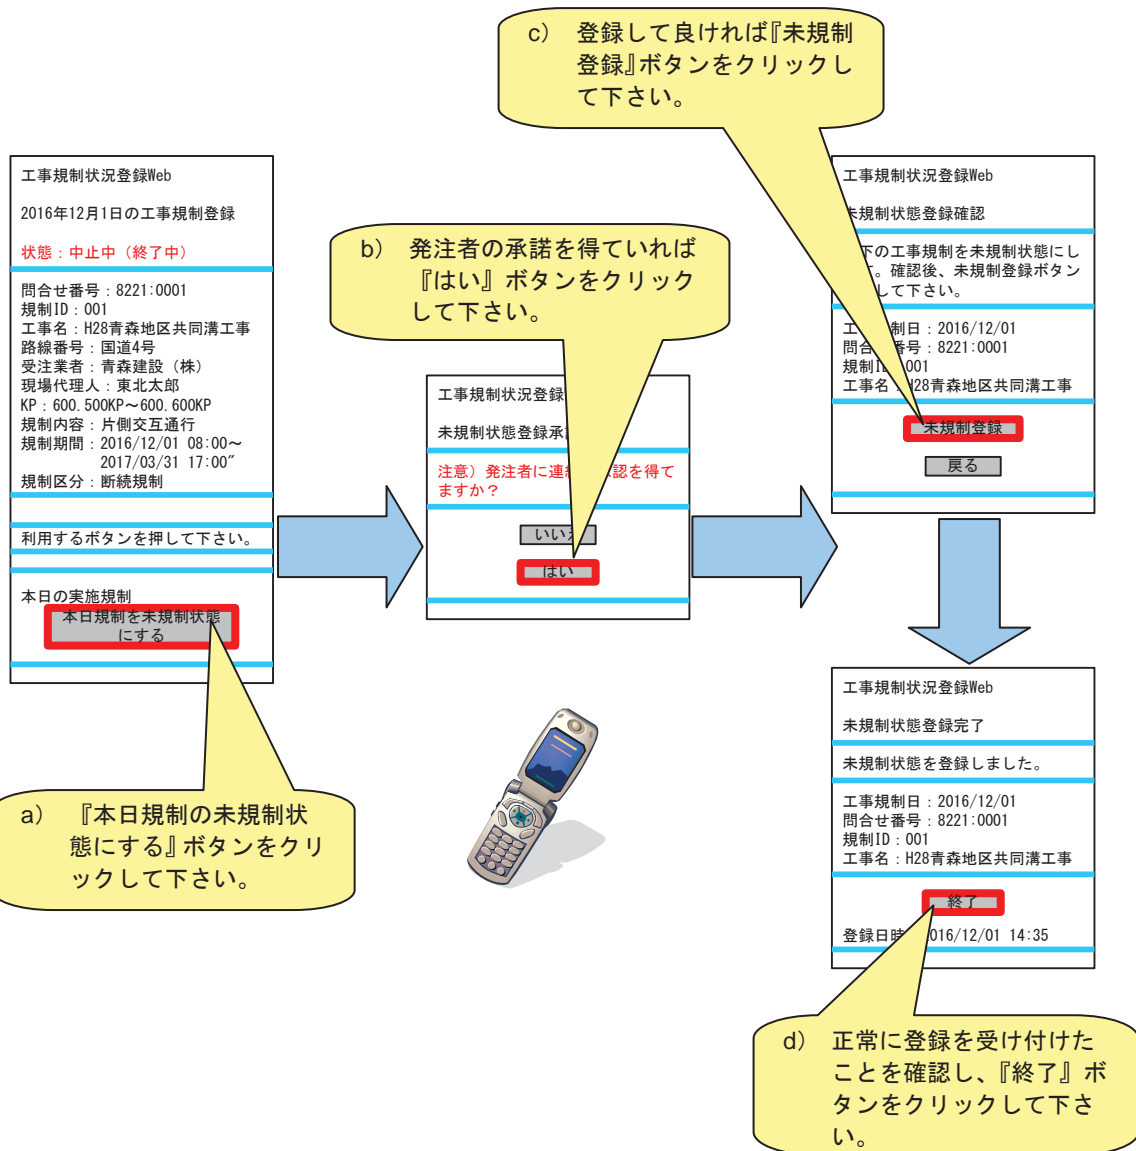 c) 登録して良ければ『未規制
登録』ボタンをクリックし
て下さい。
工事規制状況登録Web
2016年12月1日の工事規制登録
状態：中止中（終了中）
問合せ番号：8221:0001
規制ID：001
工事名：H28青森地区共同溝工事
路線番号：国道4号
受注業者：青森建設（株）
現場代理人：東北太郎
KP：600.500KP～600.600KP
規制内容：片側交互通行
規制期間：2016/12/01 08:00～
2017/03/31 17:00″
規制区分：断続規制
利用するボタンを押して下さい。
本日の実施規制
本日規制を未規制状態
にする
a) 『本日規制の未規制状
態にする』ボタンをクリ
ックして下さい。
b) 発注者の承諾を得ていれば
『はい』ボタンをクリック
して下さい。
工事規制状況登録
未規制状態登録承
注意）発注者に連 認を得て
ますか？
いいえ
はい
工事規制状況登録Web
未規制状態登録確認
下の工事規制を未規制状態にし
。確認後、未規制登録ボタン
して下さい。
工 制日：2016/12/01
問合 番号：8221:0001
規制ID 001
工事名 H28青森地区共同溝工事
未規制登録
戻る
工事規制状況登録Web
未規制状態登録完了
未規制状態を登録しました。
工事規制日：2016/12/01
問合せ番号：8221:0001
規制ID：001
工事名：H28青森地区共同溝工事
終了
登録日時 016/12/01 14:35
d) 正常に登録を受け付けた
ことを確認し、『終了』ボ
タンをクリックして下さ
い。